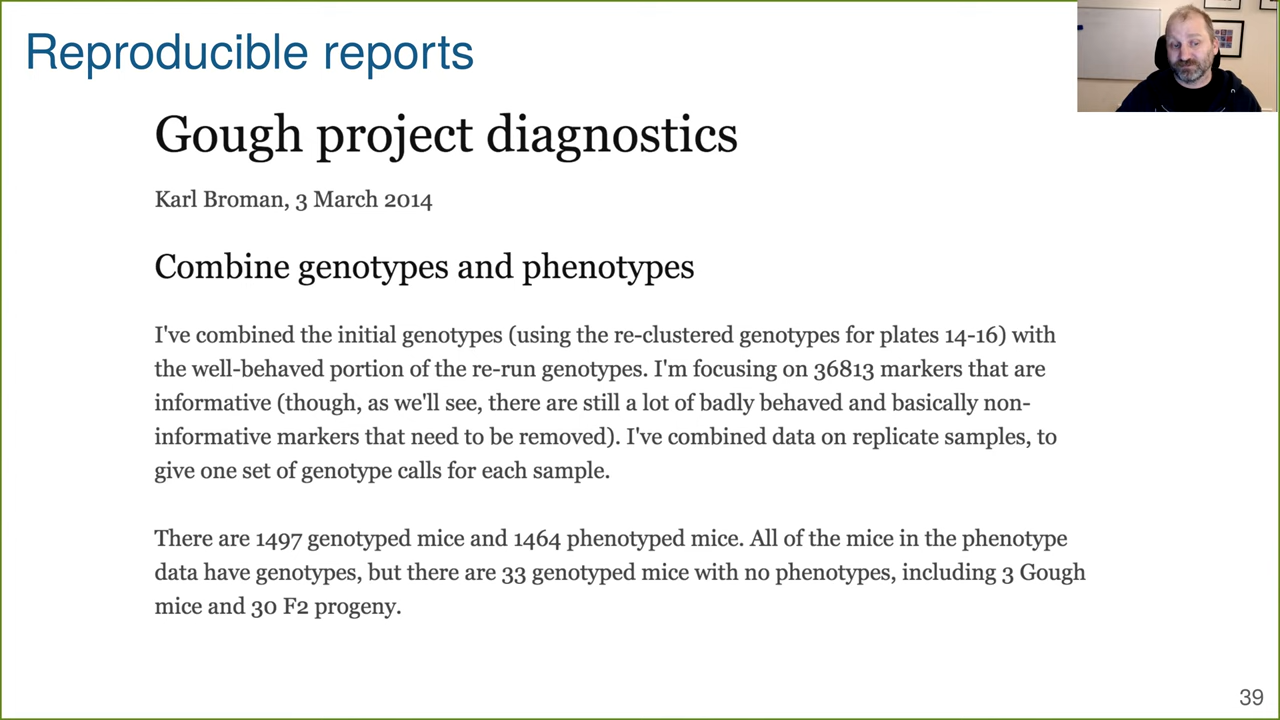 Reproducible reports
Gough project diagnostics
Karl Broman, 3 March 2014
Combine genotypes and phenotypes
I've combined the initial genotypes (using the re-clustered genotypes for plates 14-16) with
the well-behaved portion of the re-run genotypes. I'm focusing on 36813 markers that are
informative (though, as we'll see, there are still a lot of badly behaved and basically non-
informative markers that need to be removed). I've combined data on replicate samples, to
give one set of genotype calls for each sample.
There are 1497 genotyped mice and 1464 phenotyped mice. All of the mice in the phenotype
data have genotypes, but there are 33 genotyped mice with no phenotypes, including 3 Gough
mice and 30 F2 progeny.
39